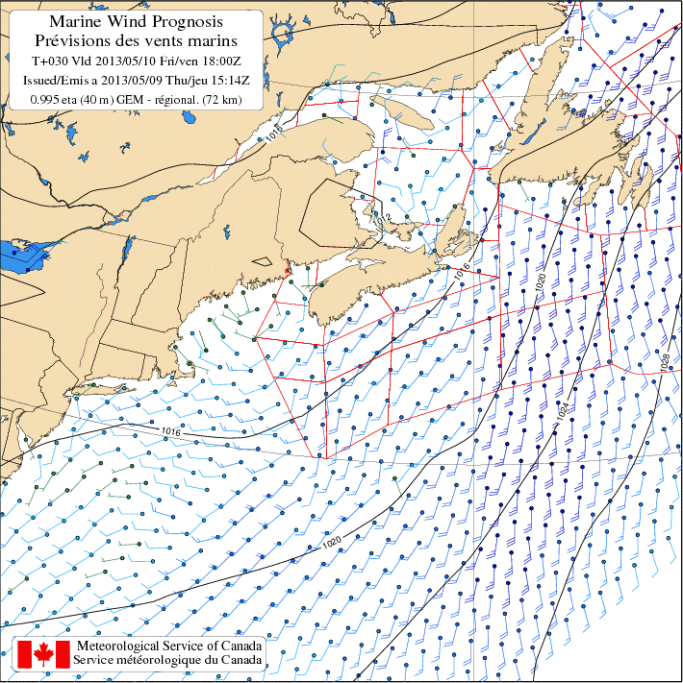 Marine Wind Prognosis
Prévisions des vents marins
T+030 Vld 2013/05/10 Fri/ven 18:00Z
Issued/Emis a 2013/05/09 Thu/jeu 15:14Z
0.995 eta (40 m) GEM - régional. (72 km)
1016
1012
1016
1020
1028
1024
1016
1020
Meteorological Service of Canada
Service météorologique du Canada